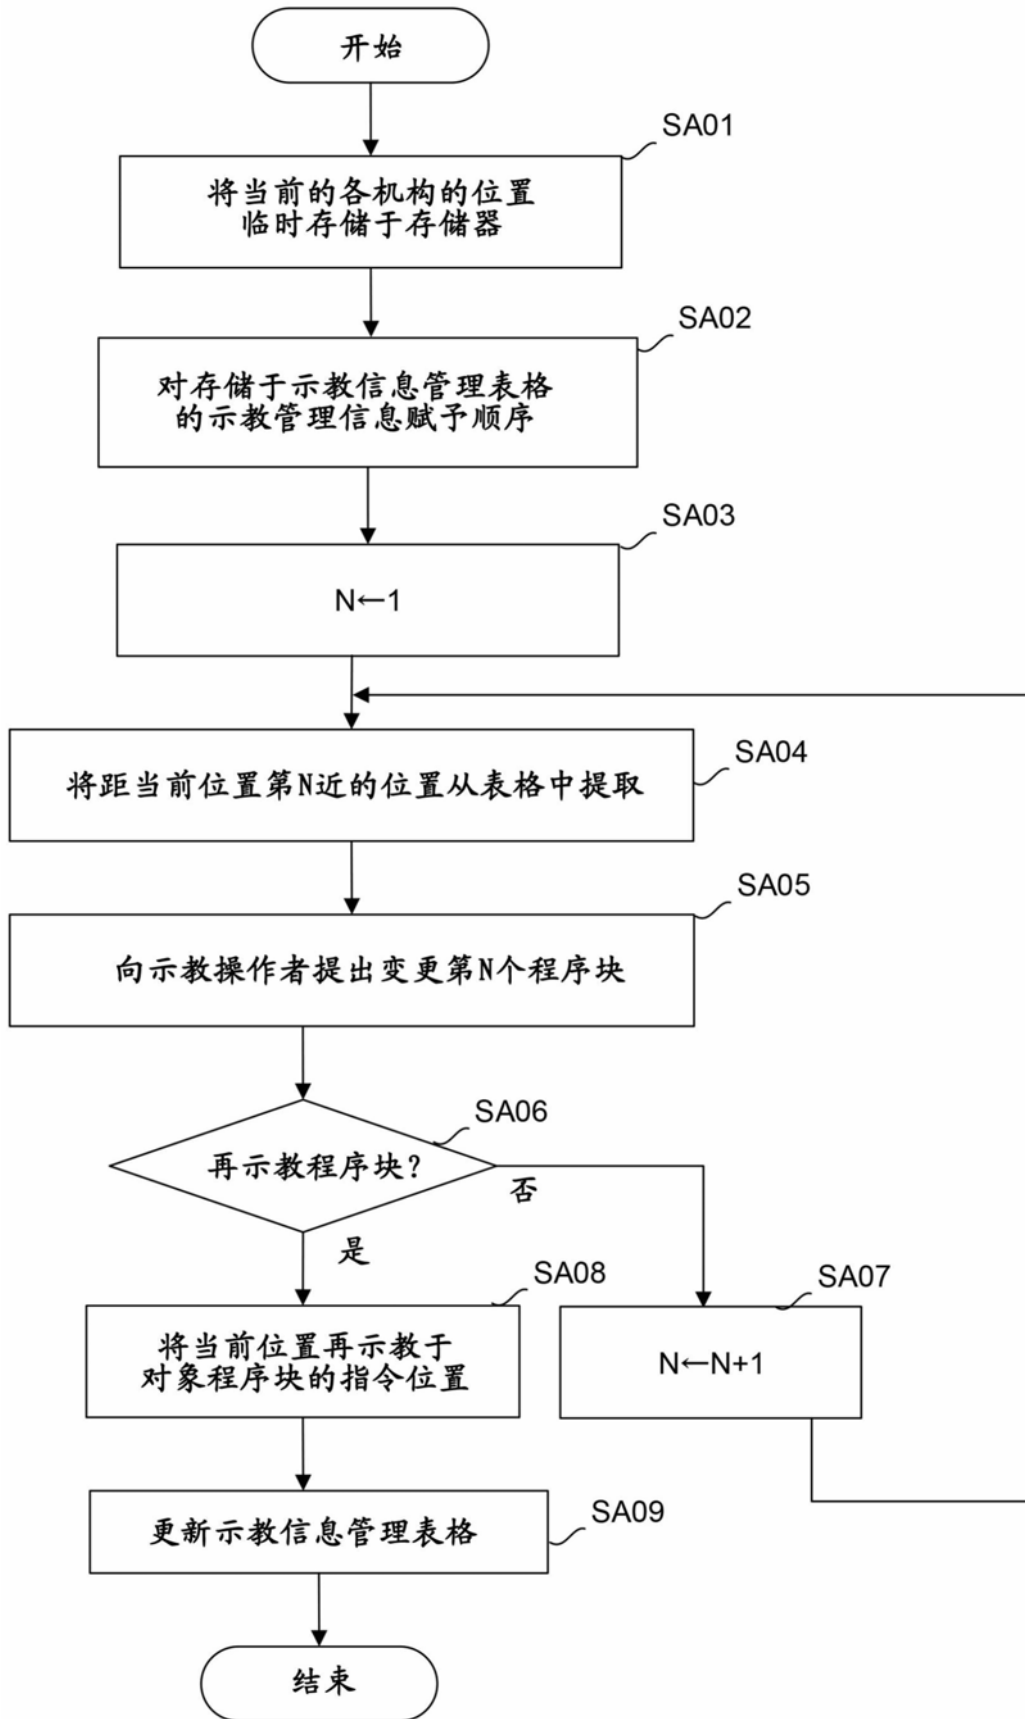 开始
SA01
将当前的各机构的位置
临时存储于存储器
SA02
对存储于示教信息管理表格
的示教管理信息赋予顺序
SA03
N←1
SA04
将距当前位置第N近的位置从表格中提取
SA05
向示教操作者提出变更第N个程序块
SA06
再示教程序块?
否
是
SA08
将当前位置再示教于
对象程序块的指令位置
SA07
N←N+1
SA09
更新示教信息管理表格
结束